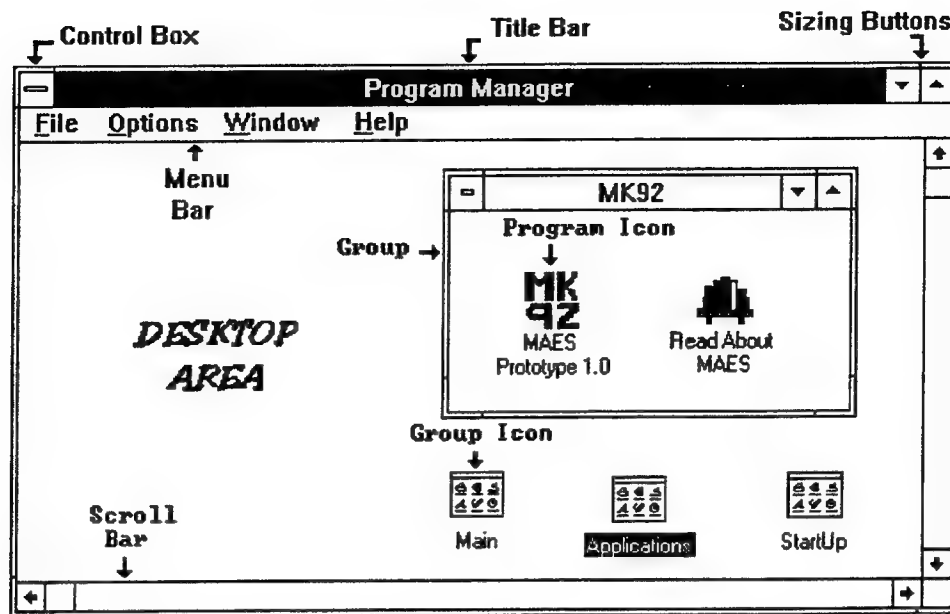 Control Box
Title Bar
Sizing Buttons
Program Manager
File Options Window Help
Menu
Bar
MK92
Group
Program Icon
MK
92
MAES
Prototype 1.0
Read About
MAES
DESKTOP
AREA
Group Icon
Main
Applications
StartUp
Scroll
Bar